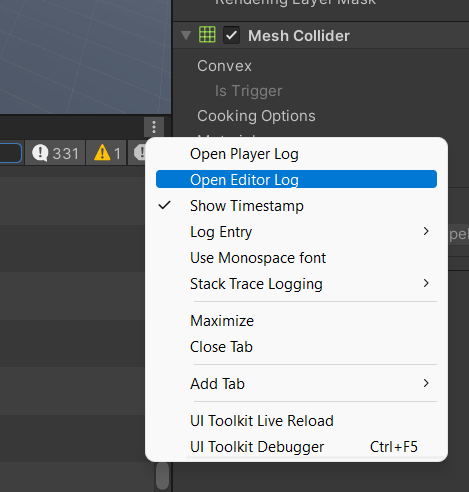 Rendering Layer Mask
Mesh Collider
Convex
Is Trigger
Cooking Options
331
1
Open Player Log
Open Editor Log
Show Timestamp
Log Entry
Use Monospace font
Stack Trace Logging
Maximize
Close Tab
Add Tab
UI Toolkit Live Reload
UI Toolkit Debugger Ctrl+F5